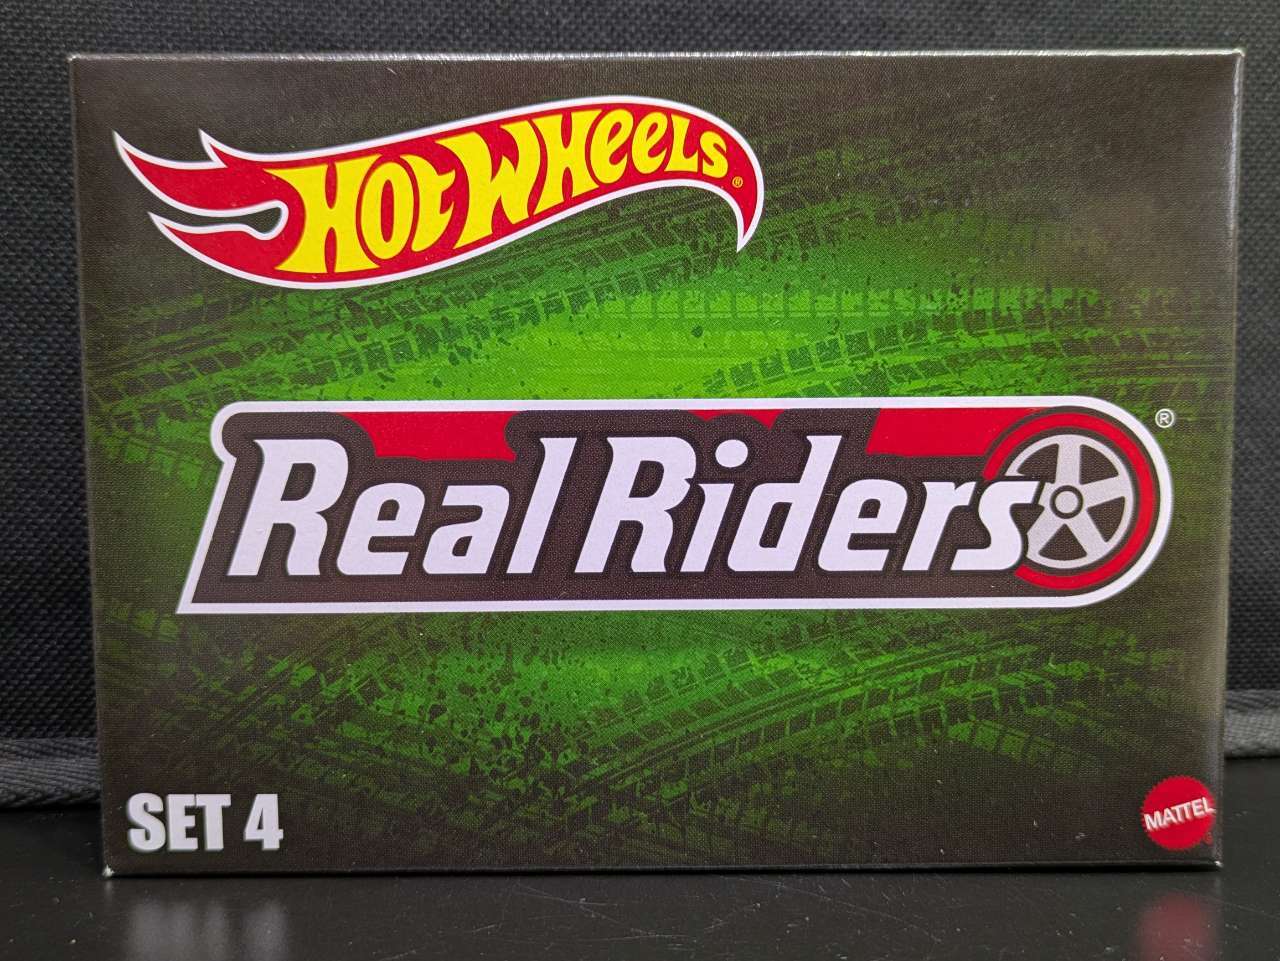 HOT WHEELS®
Real Riders®
SET 4
MATTEL®